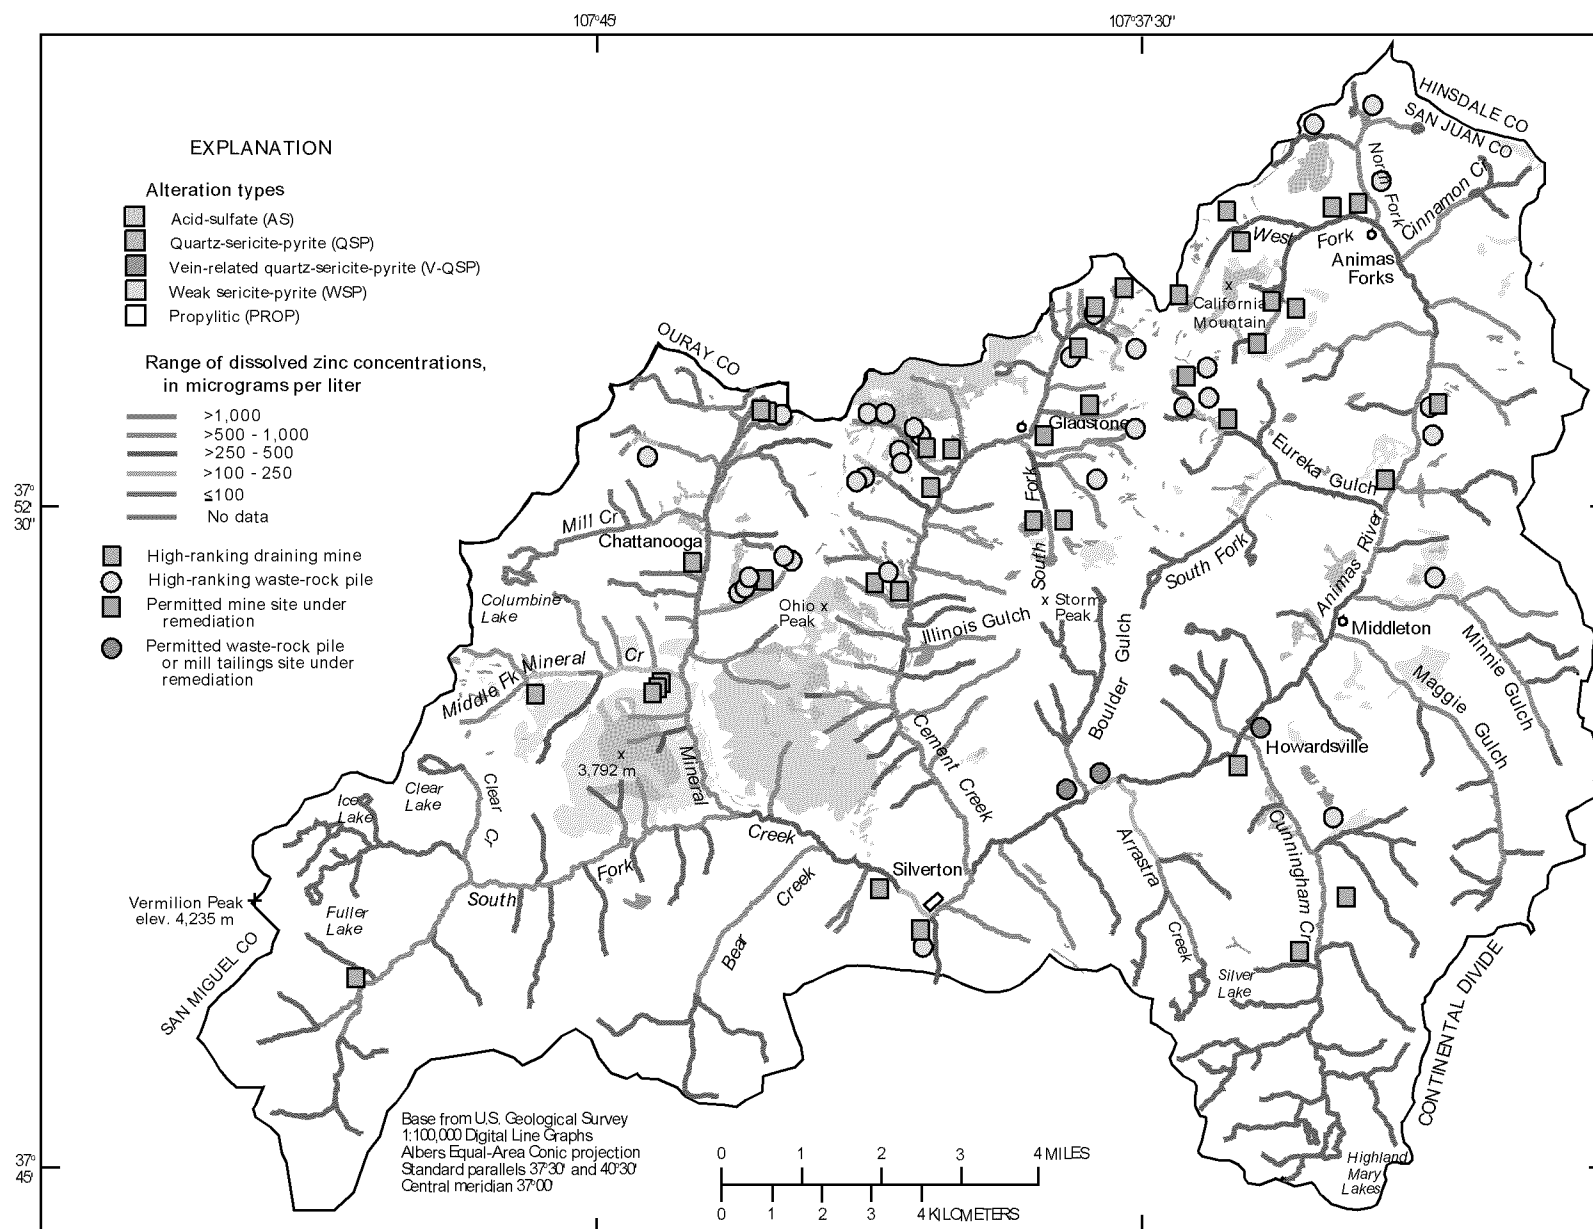 107°45'
107°37'30"
HINSDALE CO
SAN JUAN CO
EXPLANATION
Alteration types
Acid-sulfate (AS)
Quartz-sericite-pyrite (QSP)
Vein-related quartz-sericite-pyrite (V-QSP)
Weak sericite-pyrite (WSP)
Propylitic (PROP)
Range of dissolved zinc concentrations,
in micrograms per liter
>1,000
>500 - 1,000
>250 - 500
>100 - 250
≤100
No data
High-ranking draining mine
High-ranking waste-rock pile
Permitted mine site under
remediation
Permitted waste-rock pile
or mill tailings site under
remediation
North Fork
Cinnamon Cr
West Fork
Animas
Forks
x
California
Mountain
OURAY CO
Gladstone
Eureka Gulch
37°
52'
30"
Mill Cr
Chattanooga
South Fork
South Fork
Animas River
Columbine
Lake
Ohio x
Peak
x Storm
Peak
Illinois Gulch
Boulder Gulch
Middleton
Minnie Gulch
Maggie Gulch
Middle Fk Mineral Cr
x
3,792 m
Mineral
Creek
Cement Creek
Howardsville
Clear
Lake
Clear Cr
Ice
Lake
Cunningham Cr
Arrastra
Creek
Silverton
South Fork
Vermilion Peak
elev. 4,235 m
Fuller
Lake
Bear Creek
SAN MIGUEL CO
Silver
Lake
CONTINENTAL DIVIDE
Highland
Mary
Lakes
37°
45'
Base from U.S. Geological Survey
1:100,000 Digital Line Graphs
Albers Equal-Area Conic projection
Standard parallels 37°30' and 40°30'
Central meridian 37°00'
0 1 2 3 4 MILES
0 1 2 3 4 KILOMETERS